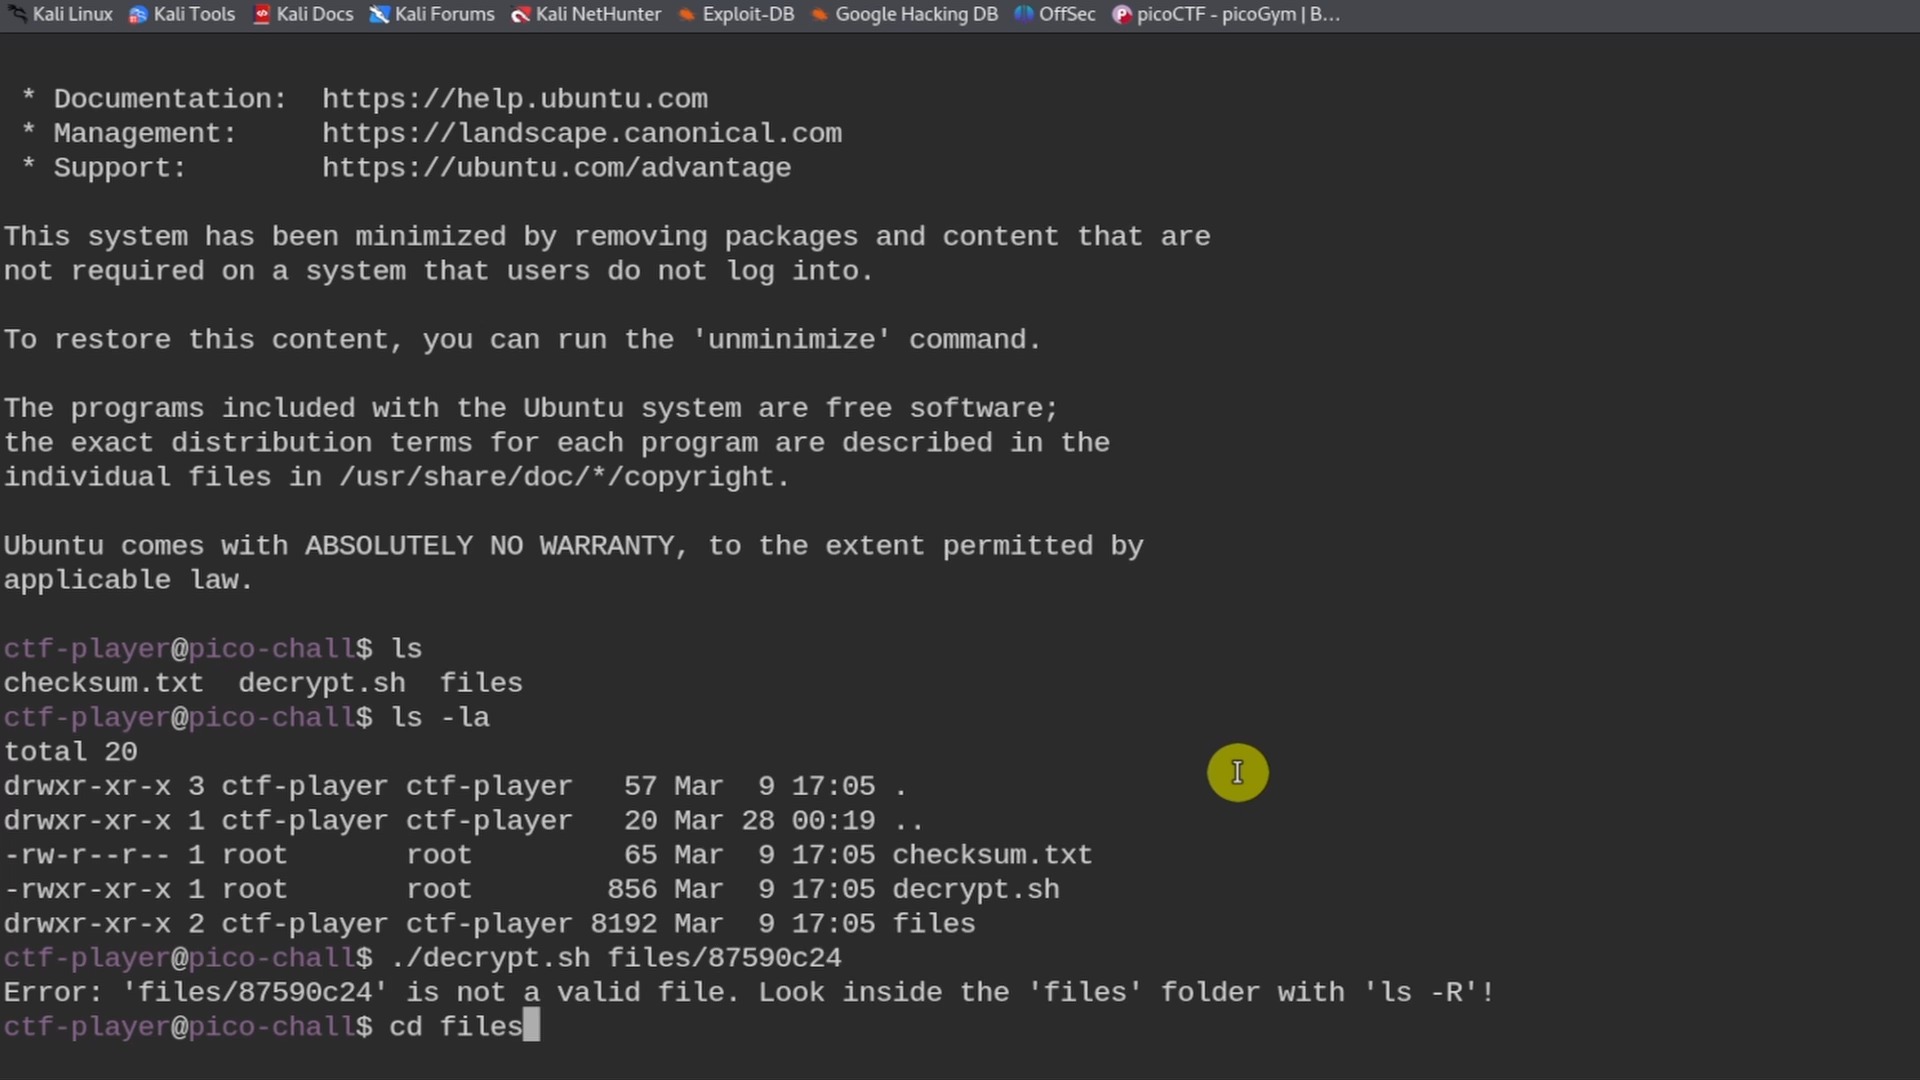 Kali Linux Kali Tools Kali Docs Kali Forums Kali NetHunter Exploit-DB Google Hacking DB OffSec picoCTF - picoGym | B...
* Documentation:  https://help.ubuntu.com
* Management:     https://landscape.canonical.com
* Support:        https://ubuntu.com/advantage
This system has been minimized by removing packages and content that are
not required on a system that users do not log into.
To restore this content, you can run the 'unminimize' command.
The programs included with the Ubuntu system are free software;
the exact distribution terms for each program are described in the
individual files in /usr/share/doc/*/copyright.
Ubuntu comes with ABSOLUTELY NO WARRANTY, to the extent permitted by
applicable law.
ctf-player@pico-chall$ ls
checksum.txt  decrypt.sh  files
ctf-player@pico-chall$ ls -la
total 20
drwxr-xr-x 3 ctf-player ctf-player   57 Mar  9 17:05 .
drwxr-xr-x 1 ctf-player ctf-player   20 Mar 28 00:19 ..
-rw-r--r-- 1 root       root         65 Mar  9 17:05 checksum.txt
-rwxr-xr-x 1 root       root        856 Mar  9 17:05 decrypt.sh
drwxr-xr-x 2 ctf-player ctf-player 8192 Mar  9 17:05 files
ctf-player@pico-chall$ ./decrypt.sh files/87590c24
Error: 'files/87590c24' is not a valid file. Look inside the 'files' folder with 'ls -R'!
ctf-player@pico-chall$ cd files